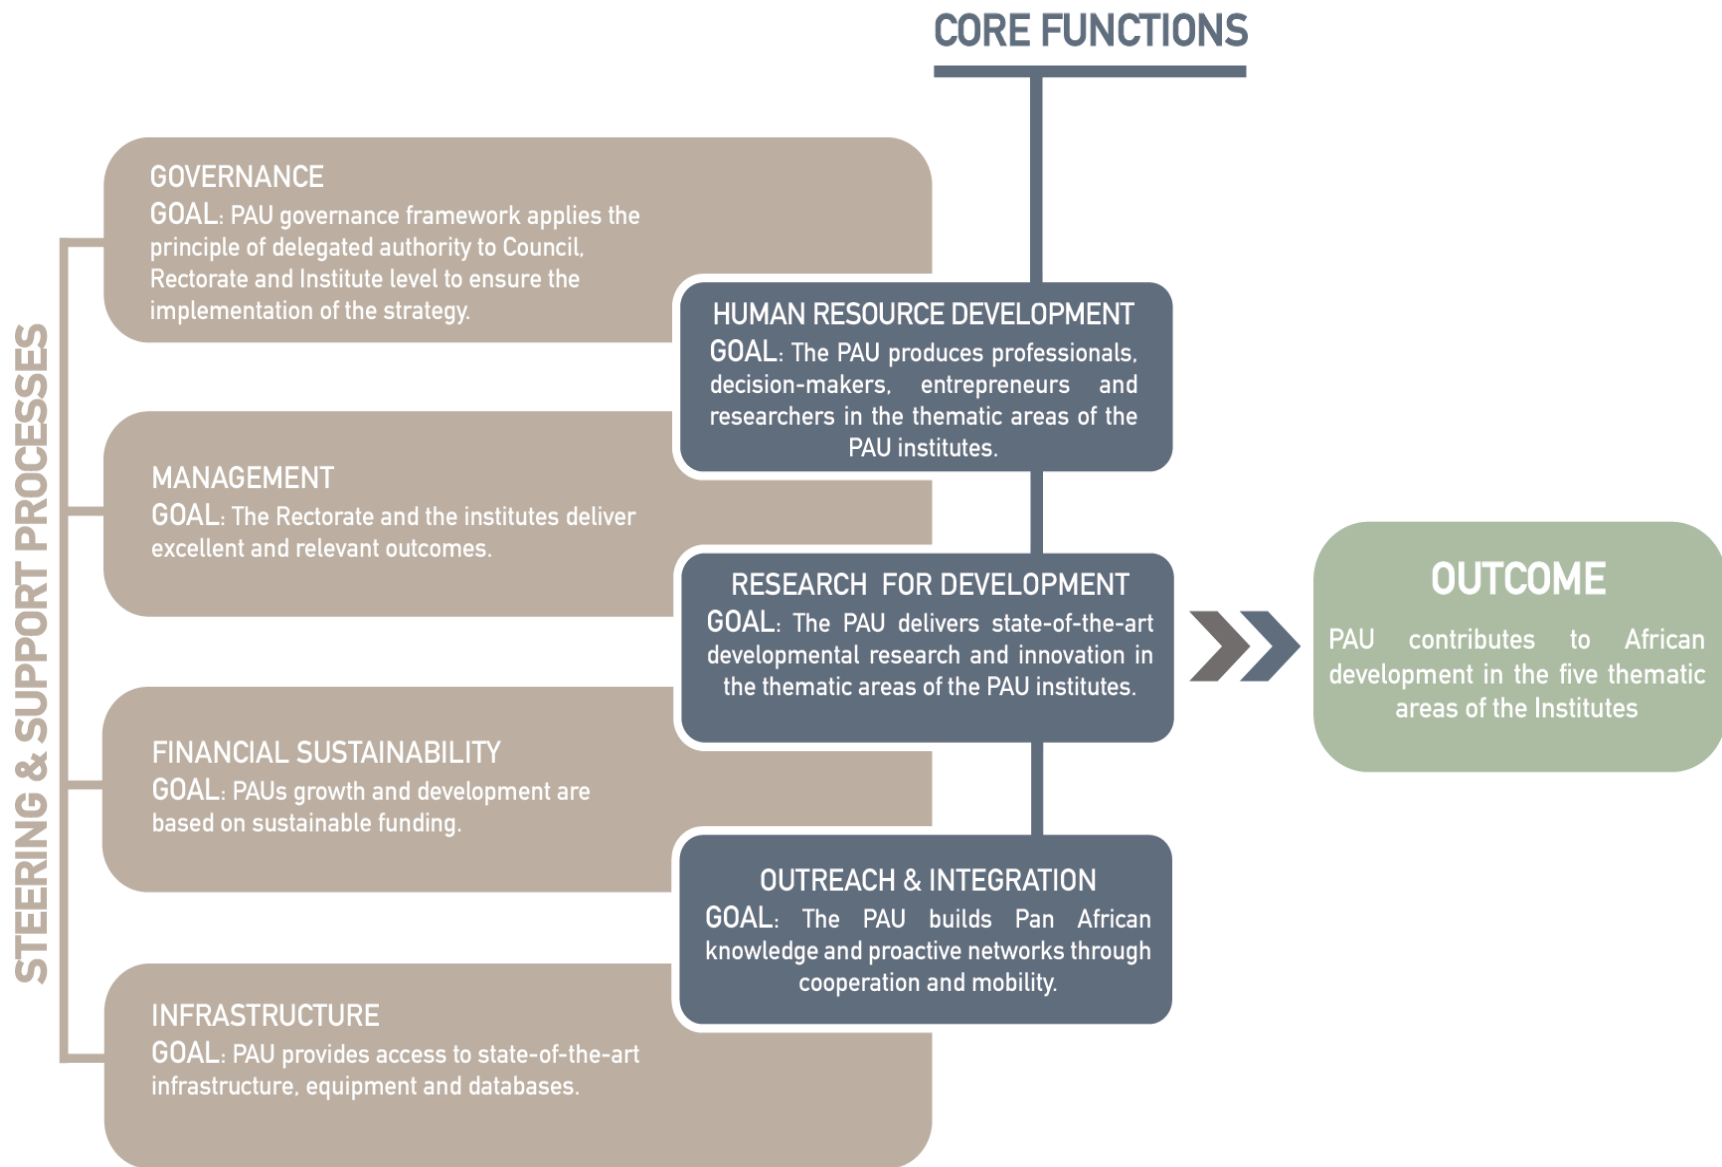 CORE FUNCTIONS
STEERING & SUPPORT PROCESSES
GOVERNANCE
GOAL: PAU governance framework applies the
principle of delegated authority to Council,
Rectorate and Institute level to ensure the
implementation of the strategy.
MANAGEMENT
GOAL: The Rectorate and the institutes deliver
excellent and relevant outcomes.
FINANCIAL SUSTAINABILITY
GOAL: PAUs growth and development are
based on sustainable funding.
INFRASTRUCTURE
GOAL: PAU provides access to state-of-the-art
infrastructure, equipment and databases.
HUMAN RESOURCE DEVELOPMENT
GOAL: The PAU produces professionals,
decision-makers, entrepreneurs and
researchers in the thematic areas of the
PAU institutes.
RESEARCH FOR DEVELOPMENT
GOAL: The PAU delivers state-of-the-art
developmental research and innovation in
the thematic areas of the PAU institutes.
OUTREACH & INTEGRATION
GOAL: The PAU builds Pan African
knowledge and proactive networks through
cooperation and mobility.
OUTCOME
PAU contributes to African
development in the five thematic
areas of the Institutes